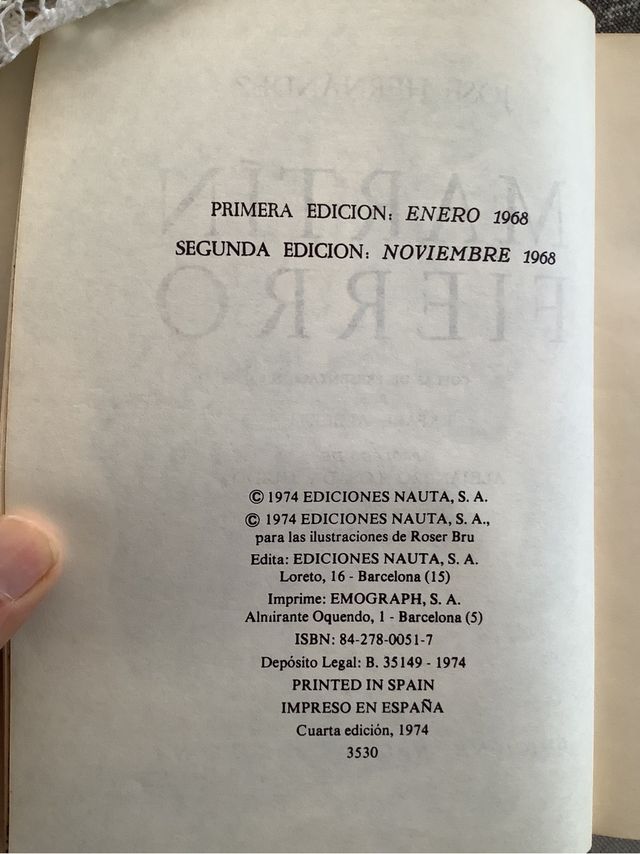 PRIMERA EDICION: ENERO 1968
SEGUNDA EDICION: NOVIEMBRE 1968
© 1974 EDICIONES NAUTA, S. A.
© 1974 EDICIONES NAUTA, S. A.,
para las ilustraciones de Roser Bru
Edita: EDICIONES NAUTA, S. A.
Loreto, 16 - Barcelona (15)
Imprime: EMOGRAPH, S. A.
Almirante Oquendo, 1 - Barcelona (5)
ISBN: 84-278-0051-7
Depósito Legal: B. 35149 - 1974
PRINTED IN SPAIN
IMPRESO EN ESPAÑA
Cuarta edición, 1974
3530